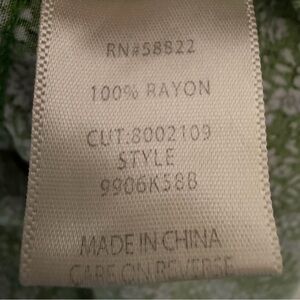 RN#58822
100% RAYON
CUT:8002109
STYLE
9906K58B
MADE IN CHINA
CARE ON REVERSE